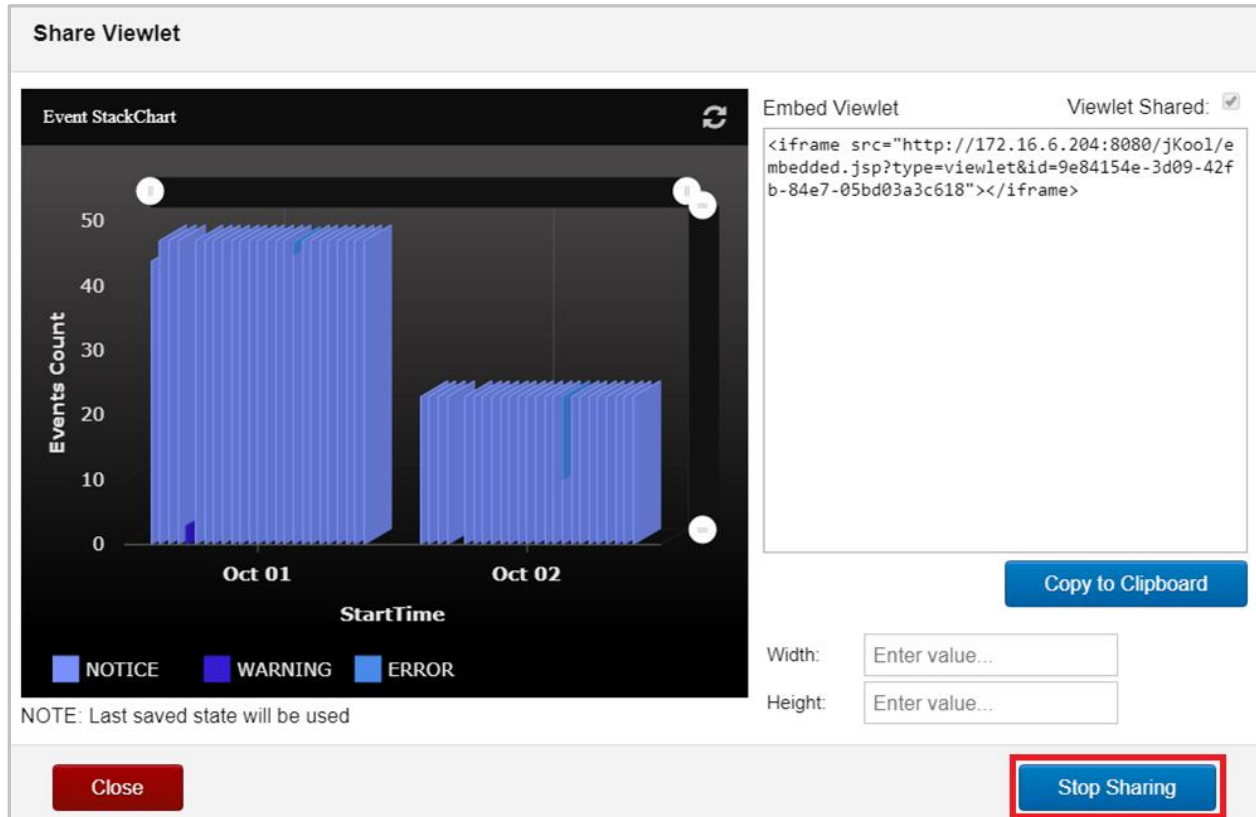 Share Viewlet
Event StackChart
Embed Viewlet
Viewlet Shared:
<iframe src="http://172.16.6.204:8080/jKool/e
mbedded.jsp?type=viewlet&id=9e84154e-3d09-42f
b-84e7-05bd03a3c618"></iframe>
50
40
30
20
10
0
Events Count
Oct 01
Oct 02
StartTime
NOTICE
WARNING
ERROR
NOTE: Last saved state will be used
Copy to Clipboard
Width:
Enter value...
Height:
Enter value...
Close
Stop Sharing